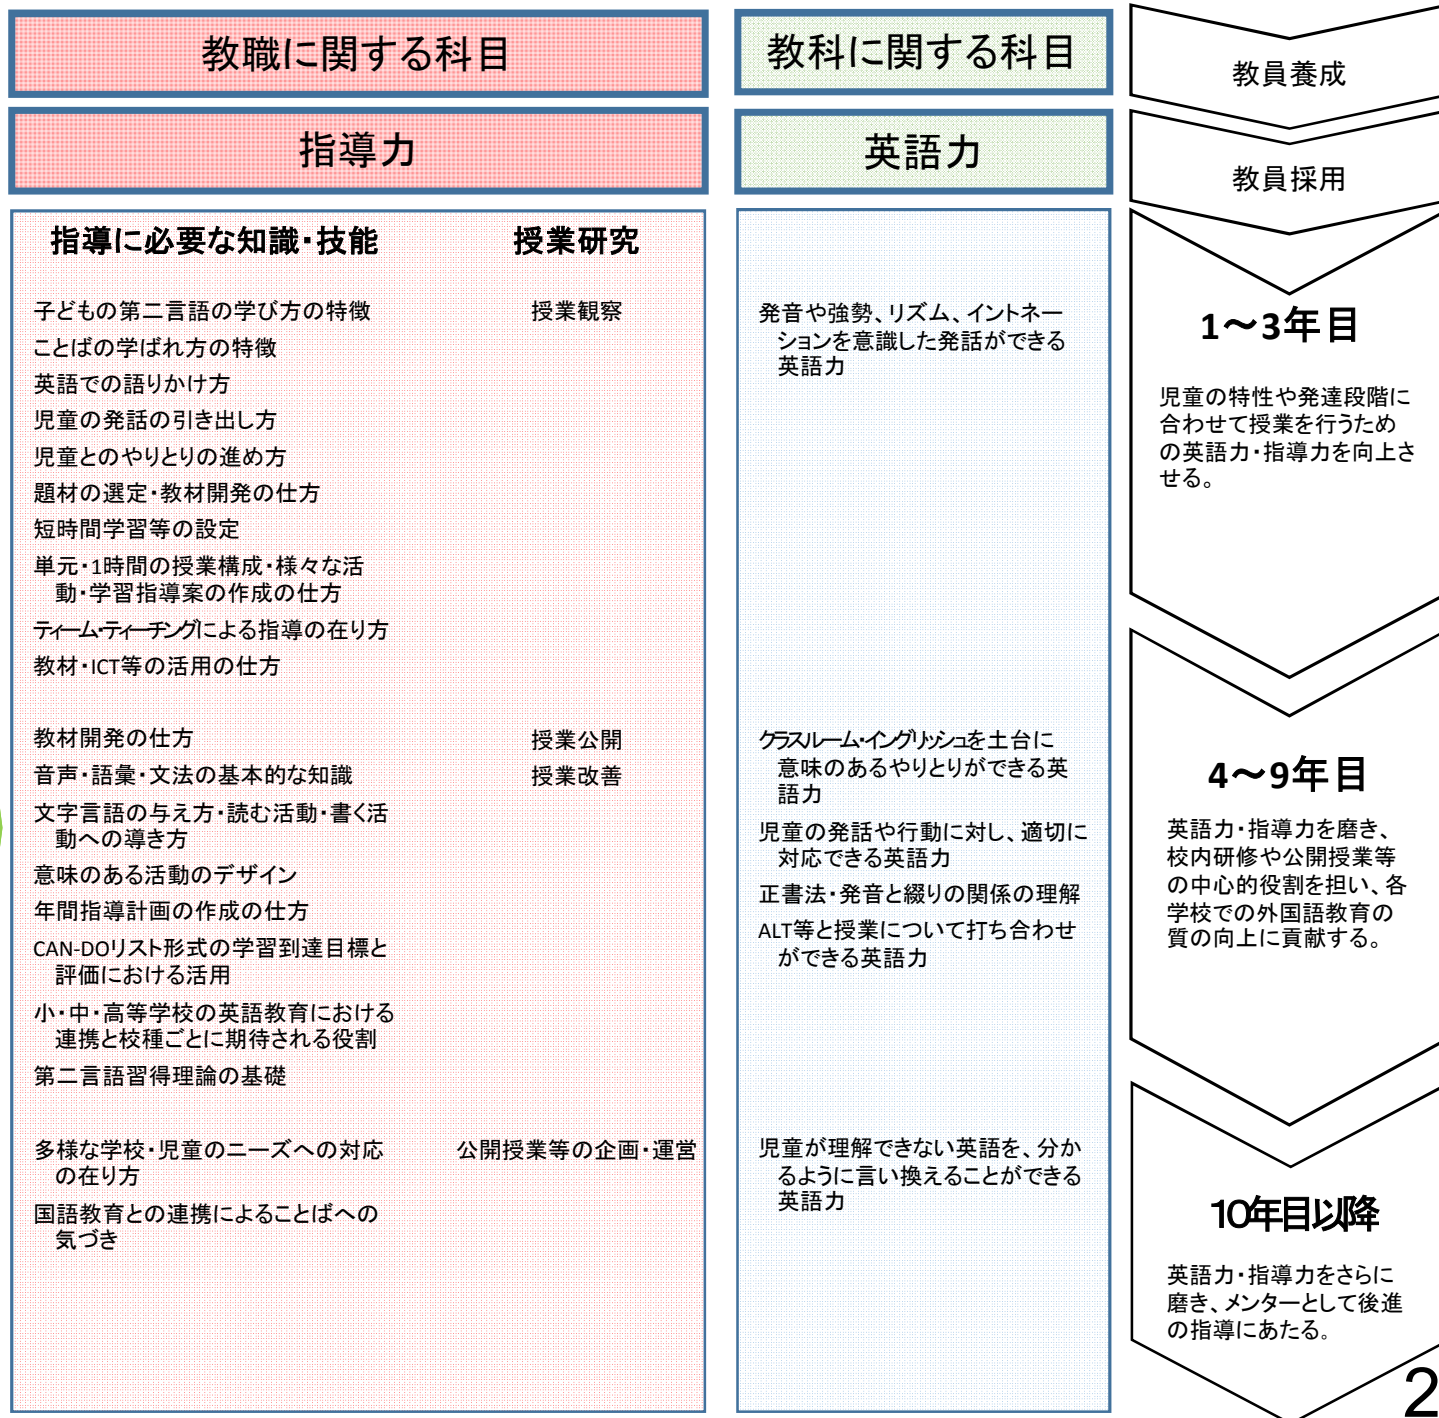 教職に関する科目
指導力
指導に必要な知識・技能
子どもの第二言語の学び方の特徴
ことばの学ばれ方の特徴
英語での語りかけ方
児童の発話の引き出し方
児童とのやりとりの進め方
題材の選定・教材開発の仕方
短時間学習等の設定
単元・1時間の授業構成・様々な活
動・学習指導案の作成の仕方
ティーム・ティーチングによる指導の在り方
教材・ICT等の活用の仕方
教材開発の仕方
音声・語彙・文法の基本的な知識
文字言語の与え方・読む活動・書く活
動への導き方
意味のある活動のデザイン
年間指導計画の作成の仕方
CAN-DOリスト形式の学習到達目標と
評価における活用
小・中・高等学校の英語教育における
連携と校種ごとに期待される役割
第二言語習得理論の基礎
多様な学校・児童のニーズへの対応
の在り方
国語教育との連携によることばへの
気づき
授業研究
授業観察
授業公開
授業改善
公開授業等の企画・運営
教科に関する科目
英語力
発音や強勢、リズム、イントネー
ションを意識した発話ができる
英語力
クラスルーム・イングリッシュを土台に
意味のあるやりとりができる英
語力
児童の発話や行動に対し、適切に
対応できる英語力
正書法・発音と綴りの関係の理解
ALT等と授業について打ち合わせ
ができる英語力
児童が理解できない英語を、分か
るように言い換えることができる
英語力
教員養成
教員採用
1～3年目
児童の特性や発達段階に
合わせて授業を行うため
の英語力・指導力を向上さ
せる。
4～9年目
英語力・指導力を磨き、
校内研修や公開授業等
の中心的役割を担い、各
学校での外国語教育の
質の向上に貢献する。
10年目以降
英語力・指導力をさらに
磨き、メンターとして後進
の指導にあたる。
2